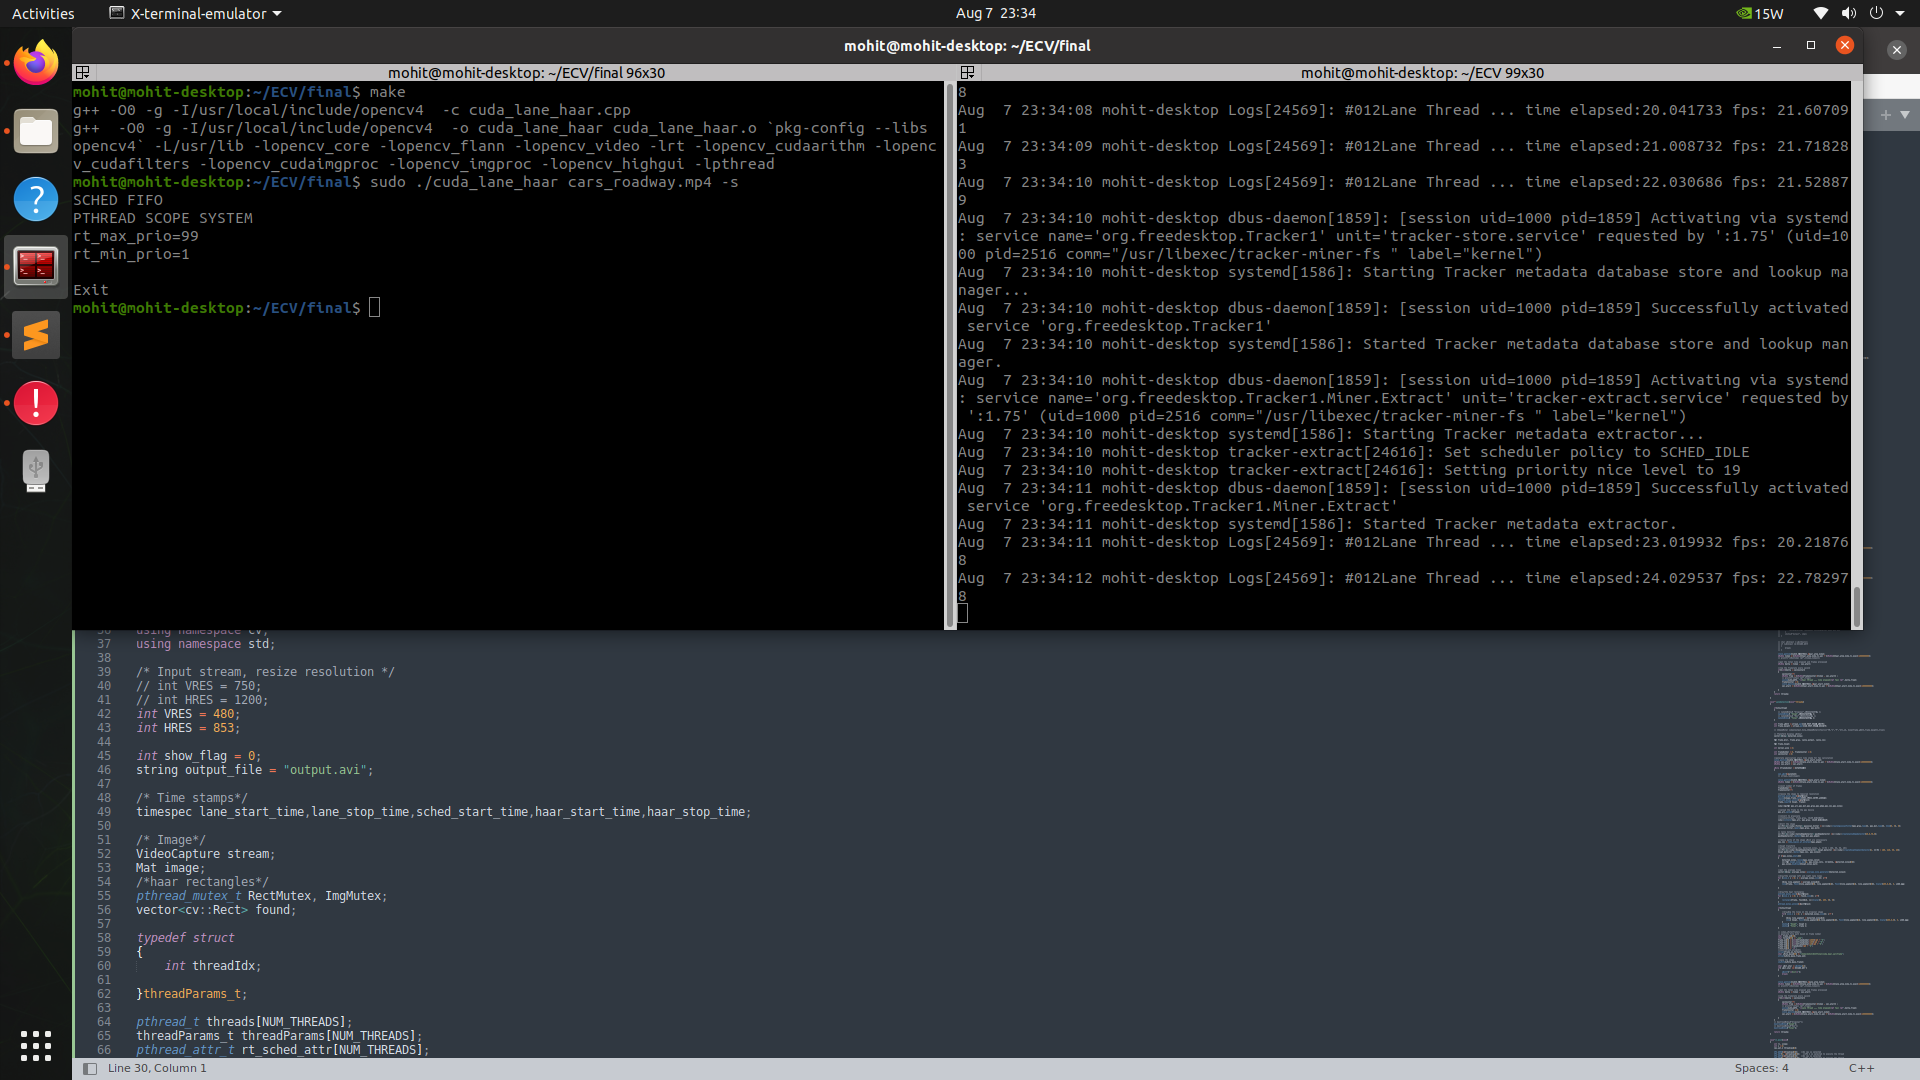 Activities
X-terminal-emulator
Aug 7 23:34
15W
mohit@mohit-desktop: ~/ECV/final
mohit@mohit-desktop: ~/ECV/final 96x30
mohit@mohit-desktop:~/ECV/final$ make
g++ -O0 -g -I/usr/local/include/opencv4  -c cuda_lane_haar.cpp
g++  -O0 -g -I/usr/local/include/opencv4  -o cuda_lane_haar cuda_lane_haar.o `pkg-config --libs
opencv4` -L/usr/lib -lopencv_core -lopencv_flann -lopencv_video -lrt -lopencv_cudaarithm -lopenc
v_cudafilters -lopencv_cudaimgproc -lopencv_imgproc -lopencv_highgui -lpthread
mohit@mohit-desktop:~/ECV/final$ sudo ./cuda_lane_haar cars_roadway.mp4 -s
SCHED FIFO
PTHREAD SCOPE SYSTEM
rt_max_prio=99
rt_min_prio=1
Exit
mohit@mohit-desktop:~/ECV/final$
mohit@mohit-desktop: ~/ECV 99x30
8
Aug  7 23:34:08 mohit-desktop Logs[24569]: #012Lane Thread ... time elapsed:20.041733 fps: 21.60709
1
Aug  7 23:34:09 mohit-desktop Logs[24569]: #012Lane Thread ... time elapsed:21.008732 fps: 21.71828
3
Aug  7 23:34:10 mohit-desktop Logs[24569]: #012Lane Thread ... time elapsed:22.030686 fps: 21.52887
9
Aug  7 23:34:10 mohit-desktop dbus-daemon[1859]: [session uid=1000 pid=1859] Activating via systemd
: service name='org.freedesktop.Tracker1' unit='tracker-store.service' requested by ':1.75' (uid=10
00 pid=2516 comm="/usr/libexec/tracker-miner-fs " label="kernel")
Aug  7 23:34:10 mohit-desktop systemd[1586]: Starting Tracker metadata database store and lookup ma
nager...
Aug  7 23:34:10 mohit-desktop dbus-daemon[1859]: [session uid=1000 pid=1859] Successfully activated
 service 'org.freedesktop.Tracker1'
Aug  7 23:34:10 mohit-desktop systemd[1586]: Started Tracker metadata database store and lookup man
ager.
Aug  7 23:34:10 mohit-desktop dbus-daemon[1859]: [session uid=1000 pid=1859] Activating via systemd
: service name='org.freedesktop.Tracker1.Miner.Extract' unit='tracker-extract.service' requested by
 ':1.75' (uid=1000 pid=2516 comm="/usr/libexec/tracker-miner-fs " label="kernel")
Aug  7 23:34:10 mohit-desktop systemd[1586]: Starting Tracker metadata extractor...
Aug  7 23:34:10 mohit-desktop tracker-extract[24616]: Set scheduler policy to SCHED_IDLE
Aug  7 23:34:10 mohit-desktop tracker-extract[24616]: Setting priority nice level to 19
Aug  7 23:34:11 mohit-desktop dbus-daemon[1859]: [session uid=1000 pid=1859] Successfully activated
 service 'org.freedesktop.Tracker1.Miner.Extract'
Aug  7 23:34:11 mohit-desktop systemd[1586]: Started Tracker metadata extractor.
Aug  7 23:34:11 mohit-desktop Logs[24569]: #012Lane Thread ... time elapsed:23.019932 fps: 20.21876
8
Aug  7 23:34:12 mohit-desktop Logs[24569]: #012Lane Thread ... time elapsed:24.029537 fps: 22.78297
8
36 using namespace cv;
37 using namespace std;
38
39 /* Input stream, resize resolution */
40 // int VRES = 750;
41 // int HRES = 1200;
42 int VRES = 480;
43 int HRES = 853;
44
45 int show_flag = 0;
46 string output_file = "output.avi";
47
48 /* Time stamps*/
49 timespec lane_start_time,lane_stop_time,sched_start_time,haar_start_time,haar_stop_time;
50
51 /* Image*/
52 VideoCapture stream;
53 Mat image;
54 /*haar rectangles*/
55 pthread_mutex_t RectMutex, ImgMutex;
56 vector<cv::Rect> found;
57
58 typedef struct
59 {
60     int threadIdx;
61
62 }threadParams_t;
63
64 pthread_t threads[NUM_THREADS];
65 threadParams_t threadParams[NUM_THREADS];
66 pthread_attr_t rt_sched_attr[NUM_THREADS];
Line 30, Column 1
Spaces: 4
C++